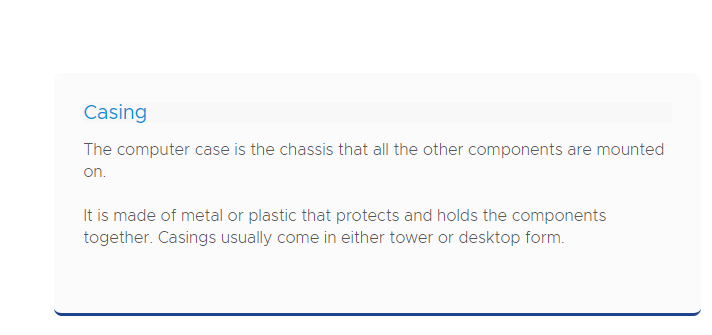 Casing
The computer case is the chassis that all the other components are mounted
on.
It is made of metal or plastic that protects and holds the components
together. Casings usually come in either tower or desktop form.